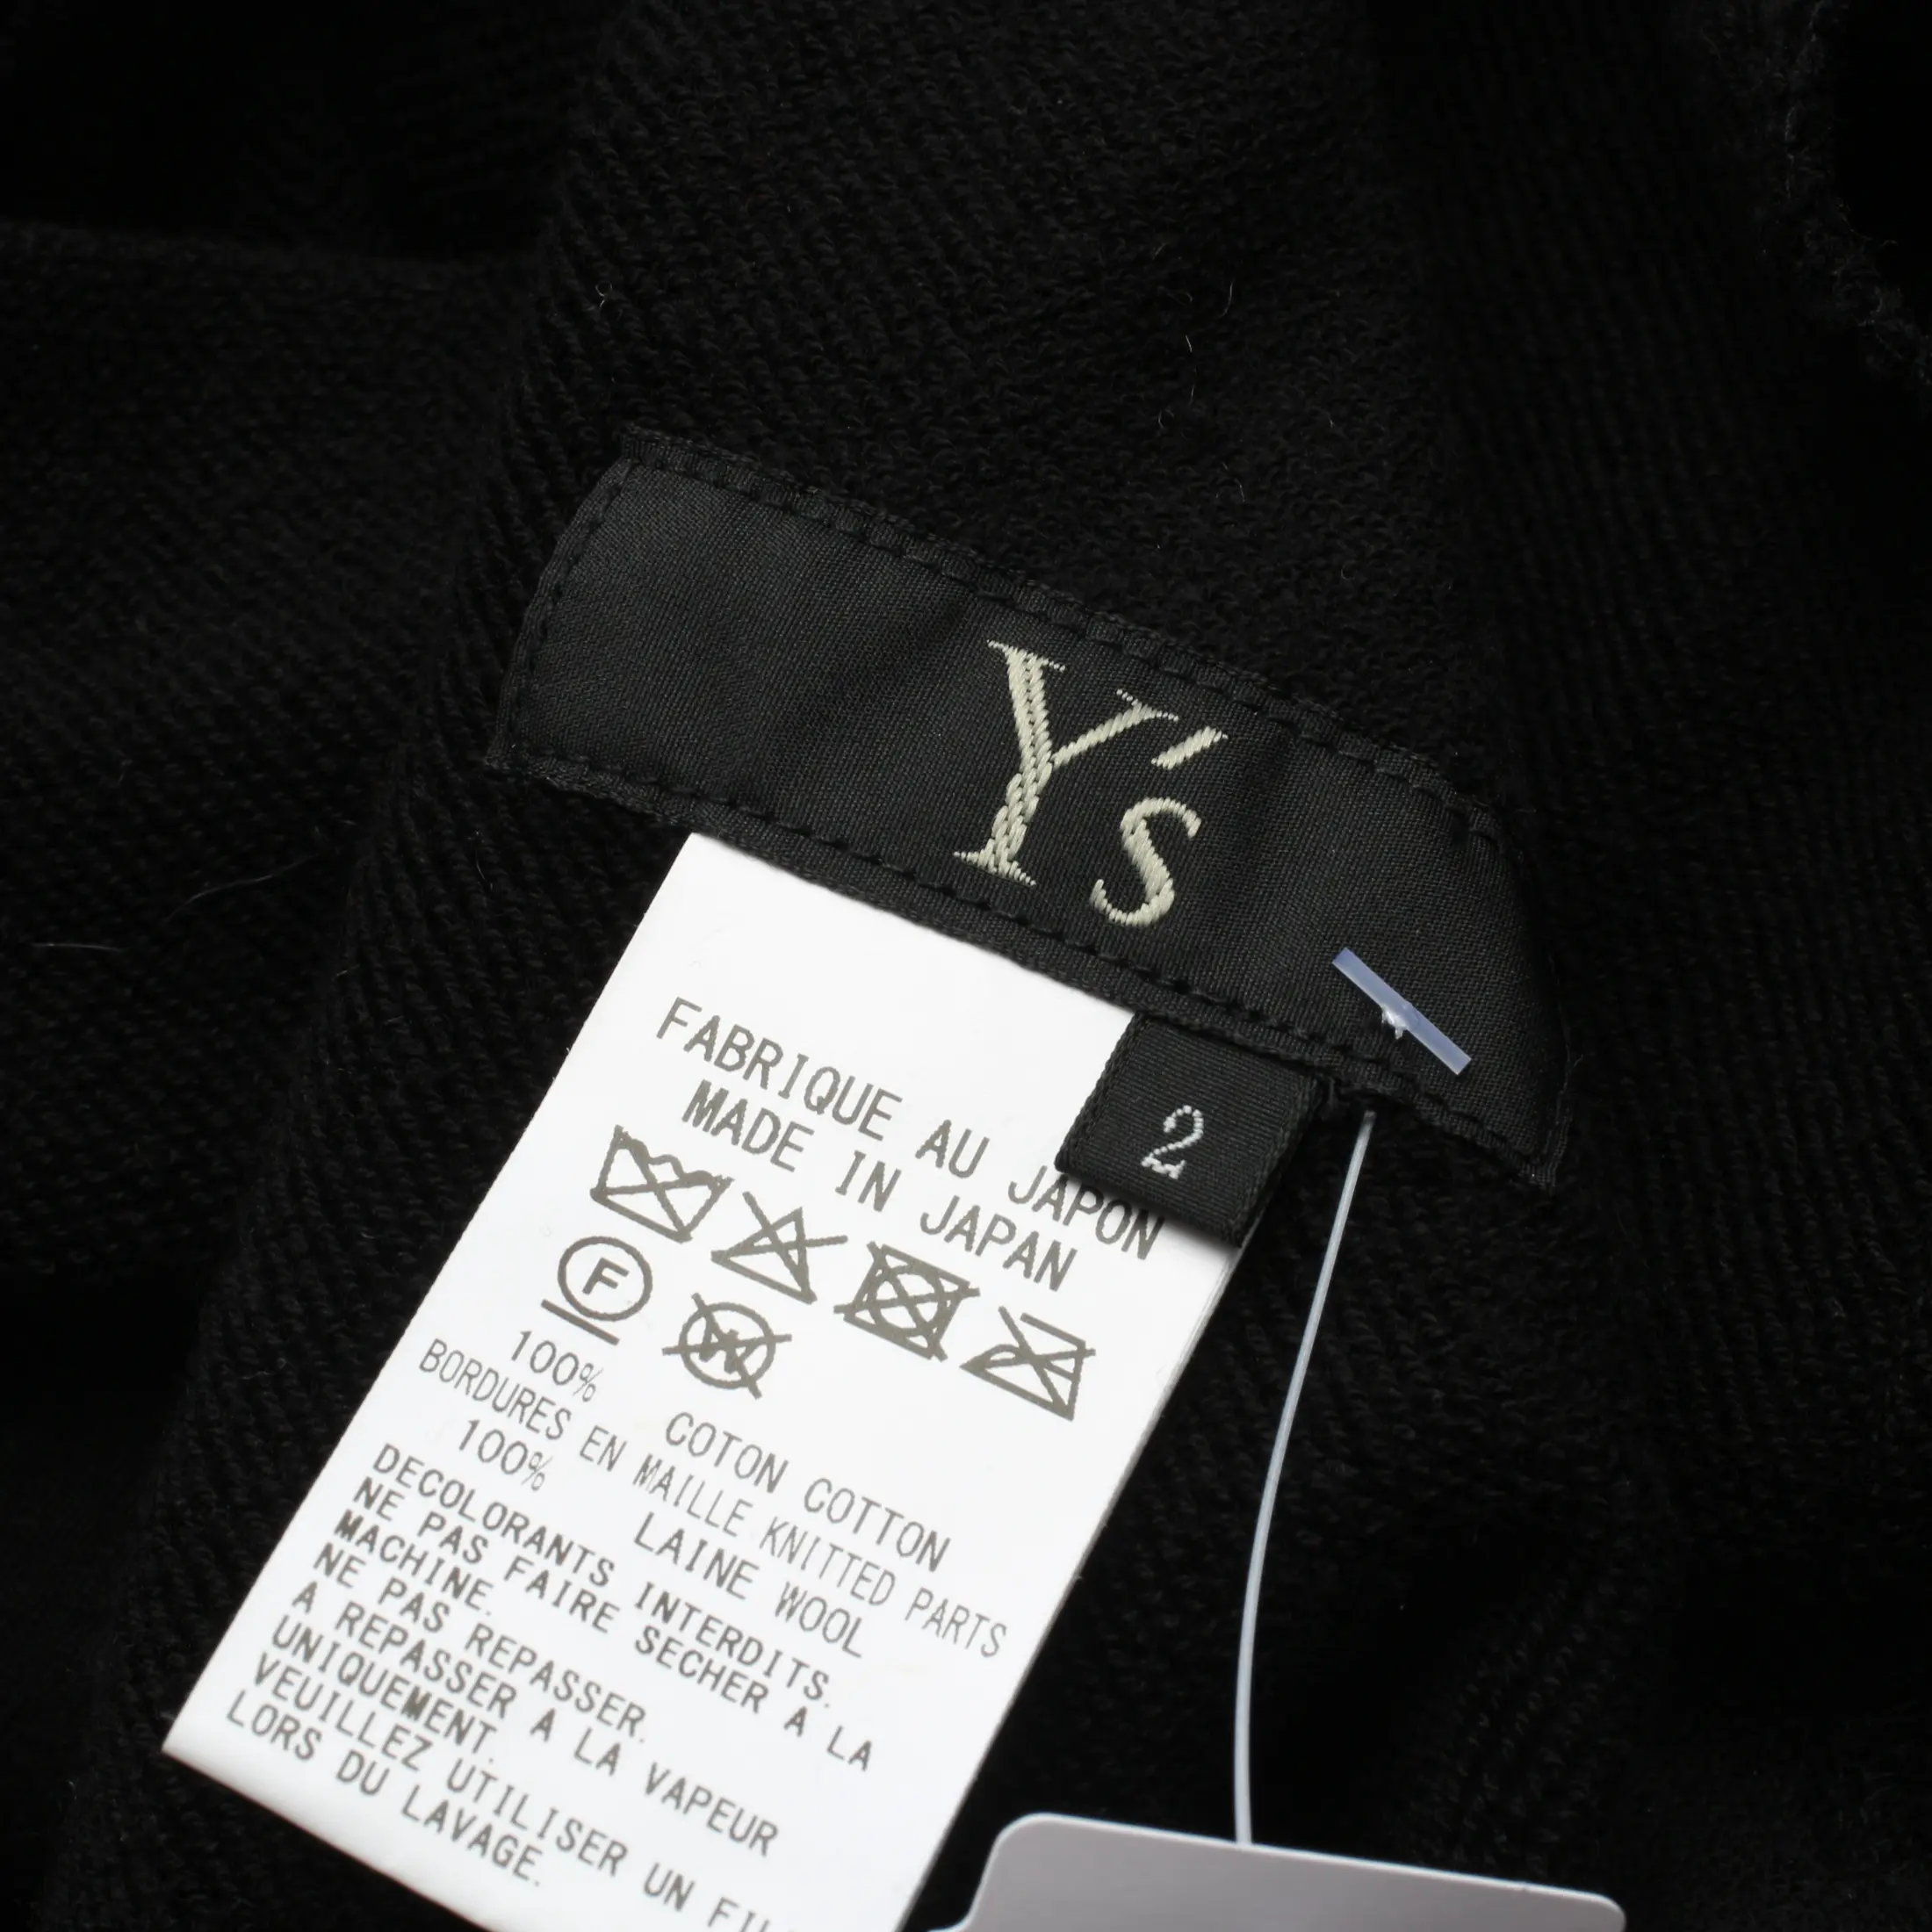 Y's
2
FABRIQUE AU JAPON
MADE IN JAPAN
F
W
100% COTON COTTON
BORDURES EN MAILLE KNITTED PARTS
100% LAINE WOOL
DECOLORANTS INTERDITS.
NE PAS FAIRE SECHER A LA
MACHINE.
NE PAS REPASSER.
A REPASSER A LA VAPEUR
UNIQUEMENT.
VEUILLEZ UTILISER UN
LORS DU LAVAGE.